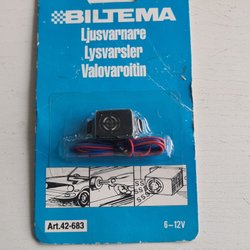 BILTEMA
Ljusvarnare
Lysvarsler
Valovaroitin
Art.42-683
6-12V